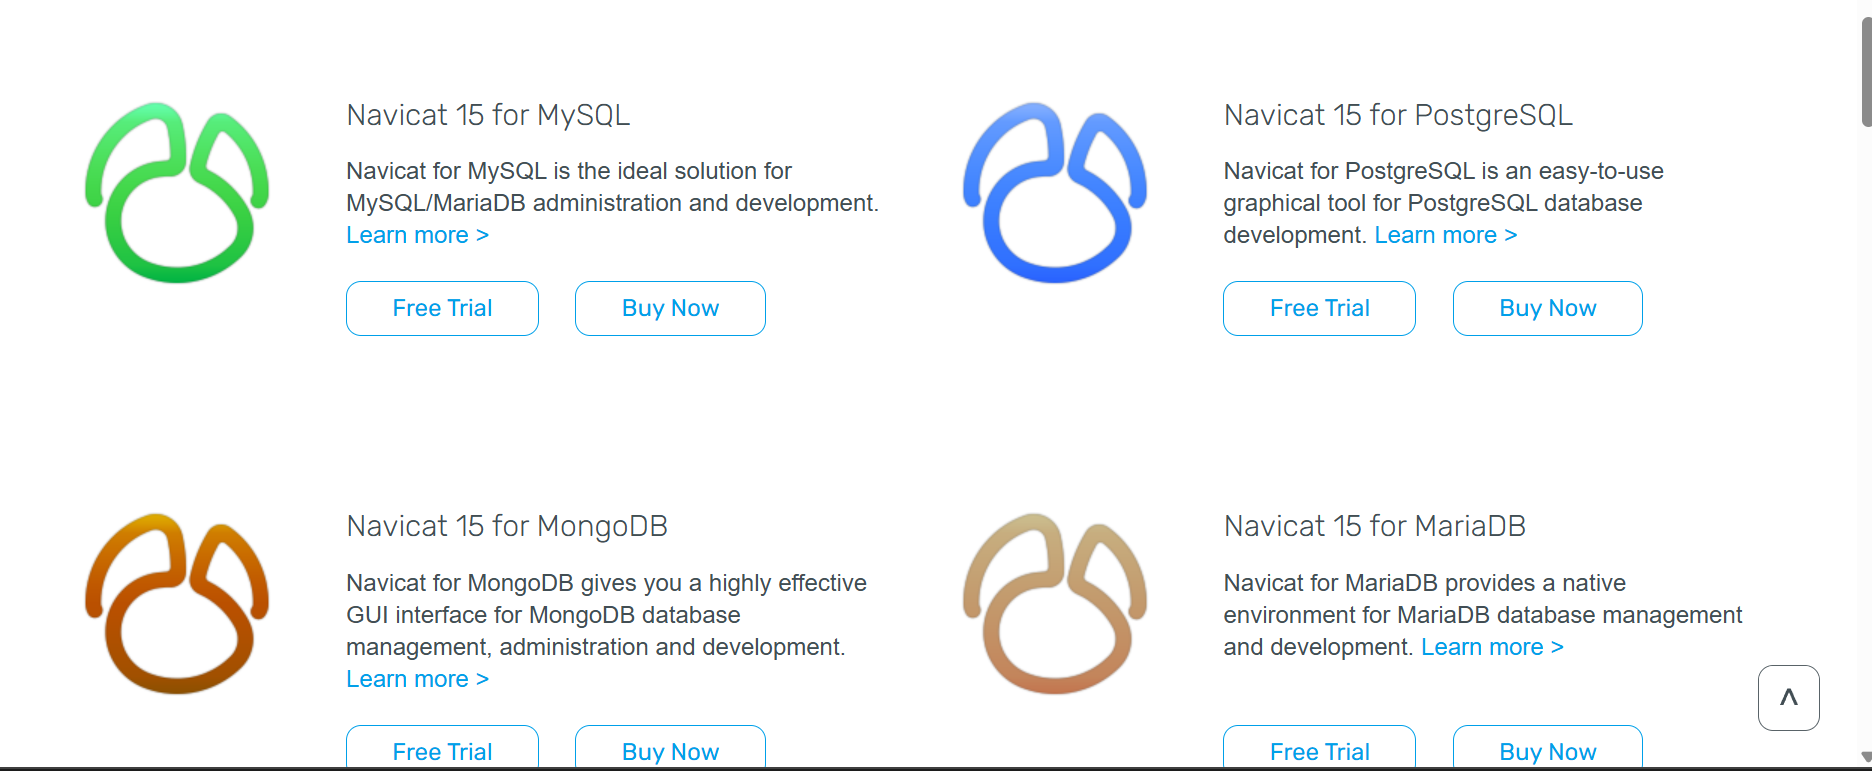 Navicat 15 for MySQL
Navicat for MySQL is the ideal solution for
MySQL/MariaDB administration and development.
Learn more >
Free Trial
Buy Now
Navicat 15 for PostgreSQL
Navicat for PostgreSQL is an easy-to-use
graphical tool for PostgreSQL database
development. Learn more >
Free Trial
Buy Now
Navicat 15 for MongoDB
Navicat for MongoDB gives you a highly effective
GUI interface for MongoDB database
management, administration and development.
Learn more >
Free Trial
Buy Now
Navicat 15 for MariaDB
Navicat for MariaDB provides a native
environment for MariaDB database management
and development. Learn more >
Free Trial
Buy Now